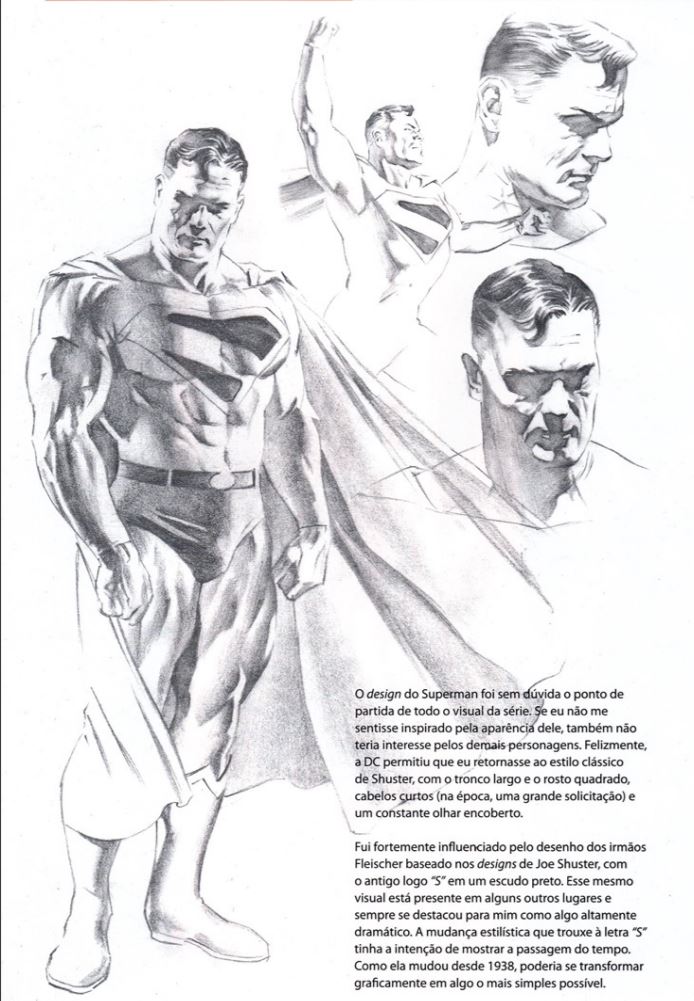 O design do Superman foi sem dúvida o ponto de
partida de todo o visual da série. Se eu não me
sentisse inspirado pela aparência dele, também não
teria interesse pelos demais personagens. Felizmente,
a DC permitiu que eu retornasse ao estilo clássico
de Shuster, com o tronco largo e o rosto quadrado,
cabelos curtos (na época, uma grande solicitação) e
um constante olhar encoberto.
Fui fortemente influenciado pelo desenho dos irmãos
Fleischer baseado nos designs de Joe Shuster, com
o antigo logo “S” em um escudo preto. Esse mesmo
visual está presente em alguns outros lugares e
sempre se destacou para mim como algo altamente
dramático. A mudança estilística que trouxe à letra “S”
tinha a intenção de mostrar a passagem do tempo.
Como ela mudou desde 1938, poderia se transformar
graficamente em algo o mais simples possível.